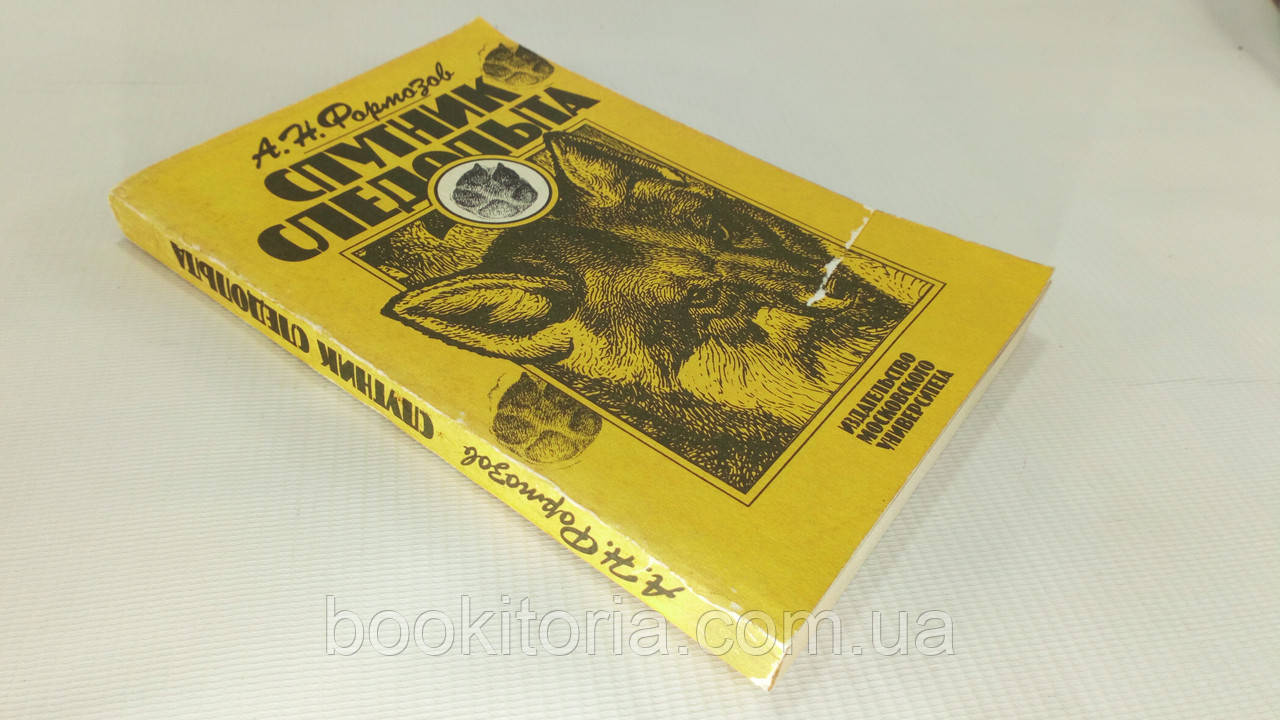 А. Н. Формозов
СПУТНИК
СЛЕДОПЫТА
ИЗДАТЕЛЬСТВО
МОСКОВСКОГО
УНИВЕРСИТЕТА
А. Н. Формозов СПУТНИК СЛЕДОПЫТА
bookitoria.com.ua